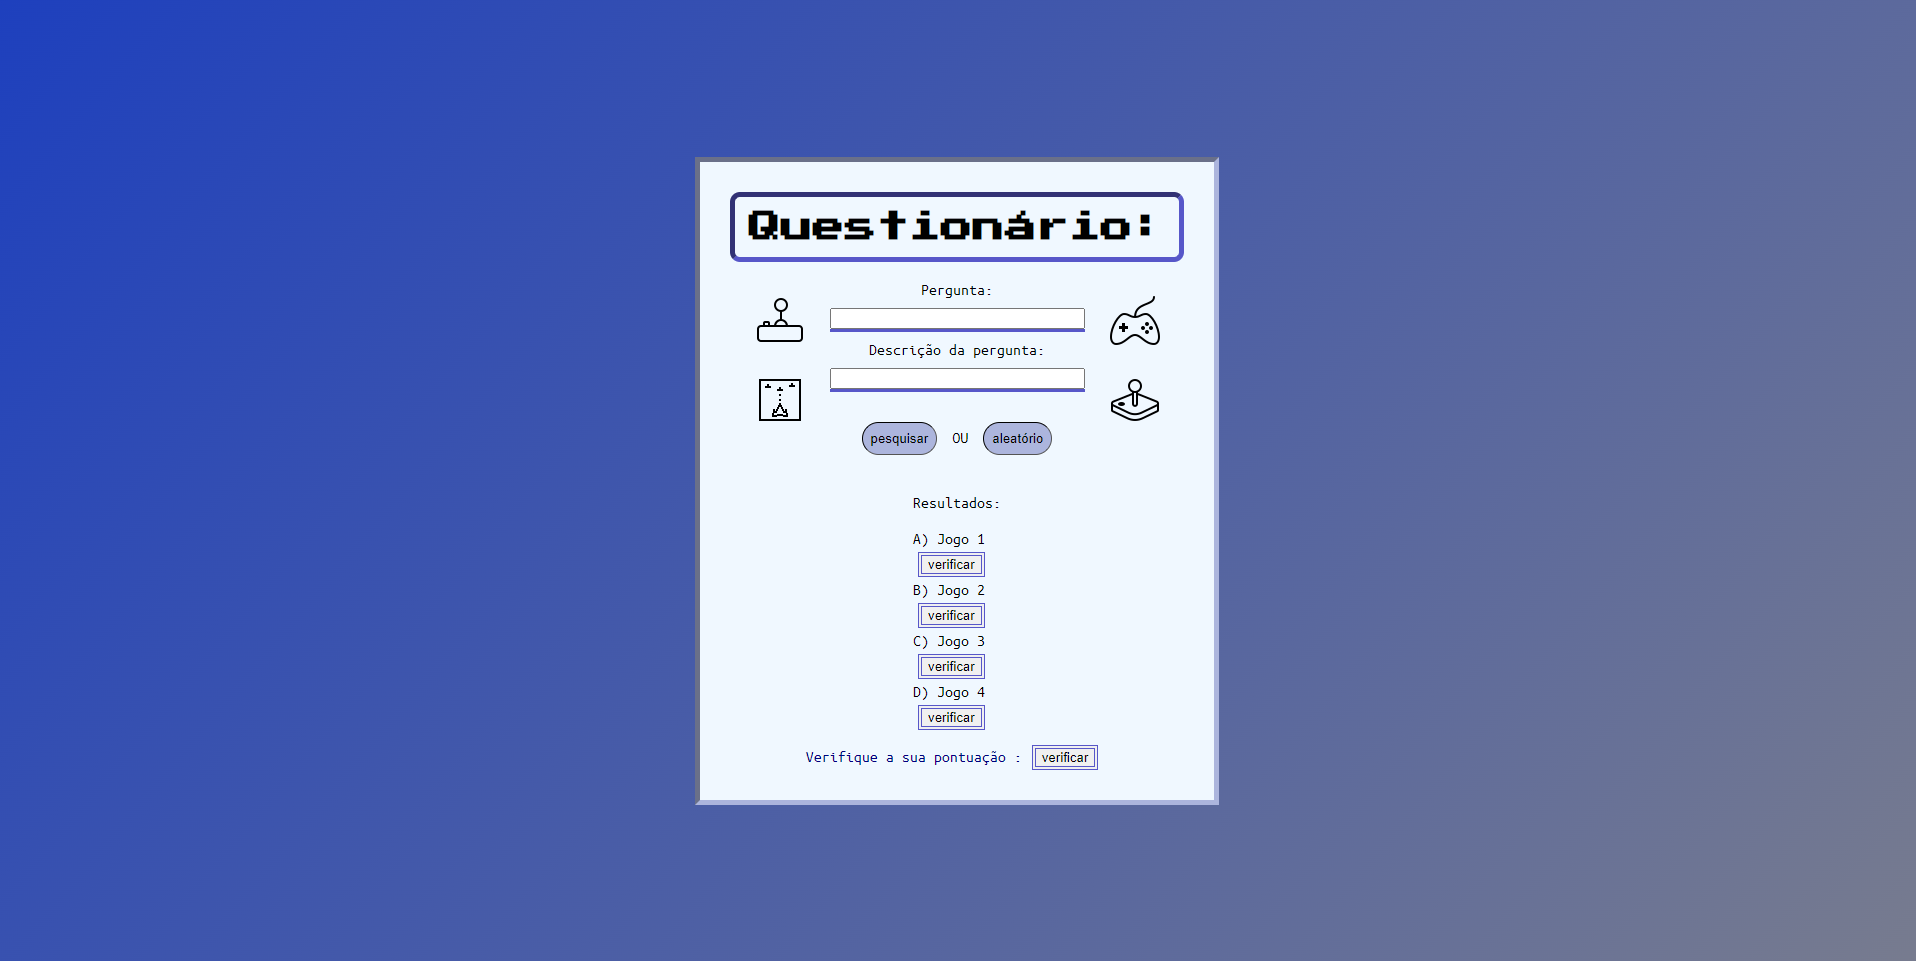 Questionário:
Pergunta:
Descrição da pergunta:
pesquisar OU aleatório
Resultados:
A) Jogo 1
verificar
B) Jogo 2
verificar
C) Jogo 3
verificar
D) Jogo 4
verificar
Verifique a sua pontuação : verificar